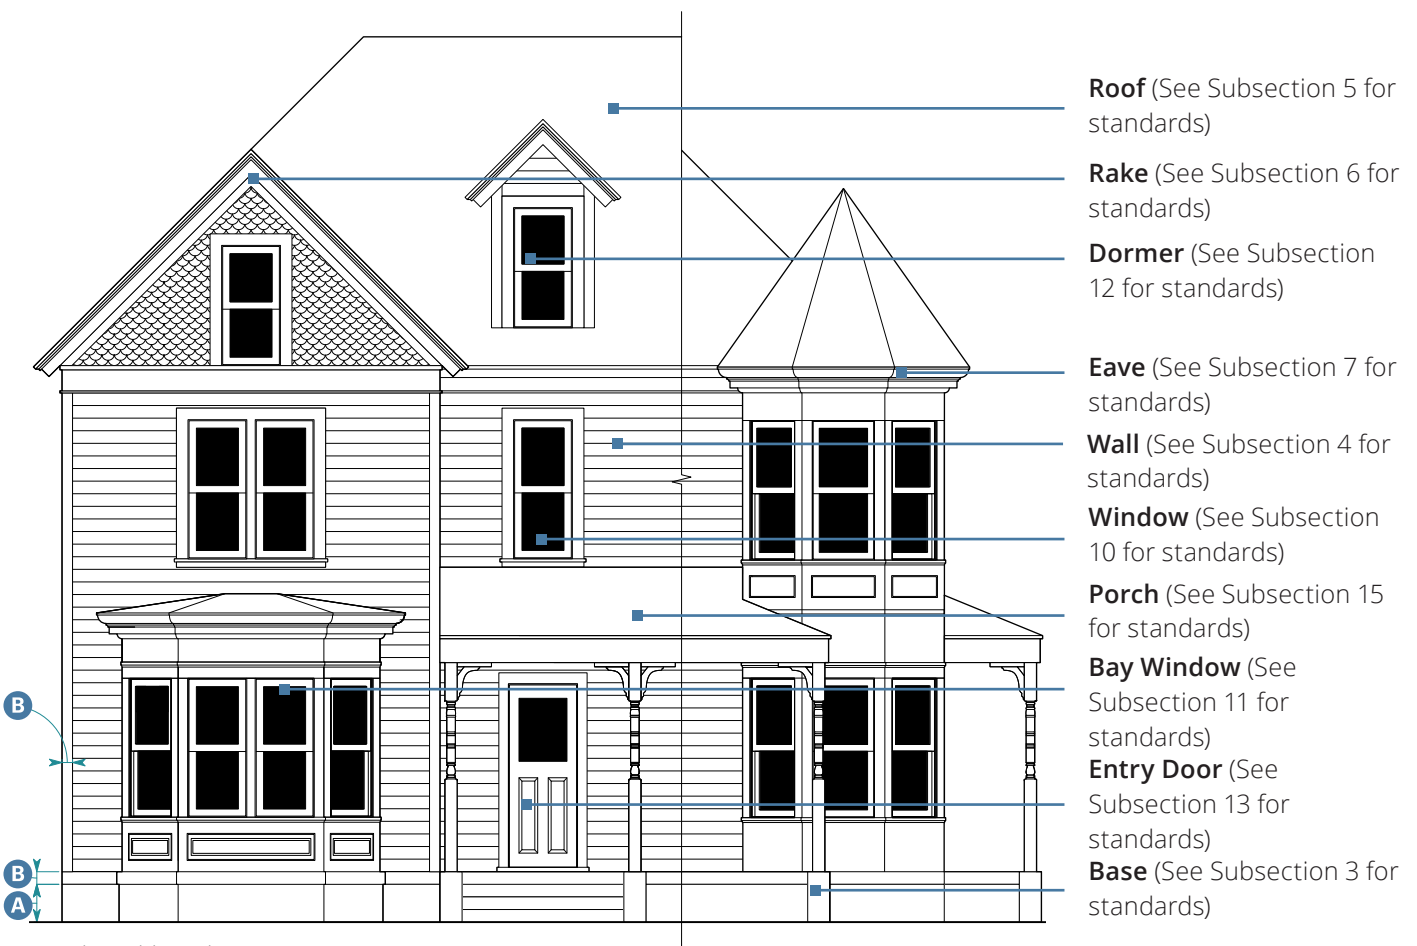 Roof (See Subsection 5 for
standards)
Rake (See Subsection 6 for
standards)
Dormer (See Subsection
12 for standards)
Eave (See Subsection 7 for
standards)
Wall (See Subsection 4 for
standards)
Window (See Subsection
10 for standards)
Porch (See Subsection 15
for standards)
Bay Window (See
Subsection 11 for
standards)
Entry Door (See
Subsection 13 for
standards)
Base (See Subsection 3 for
standards)
B
B
A